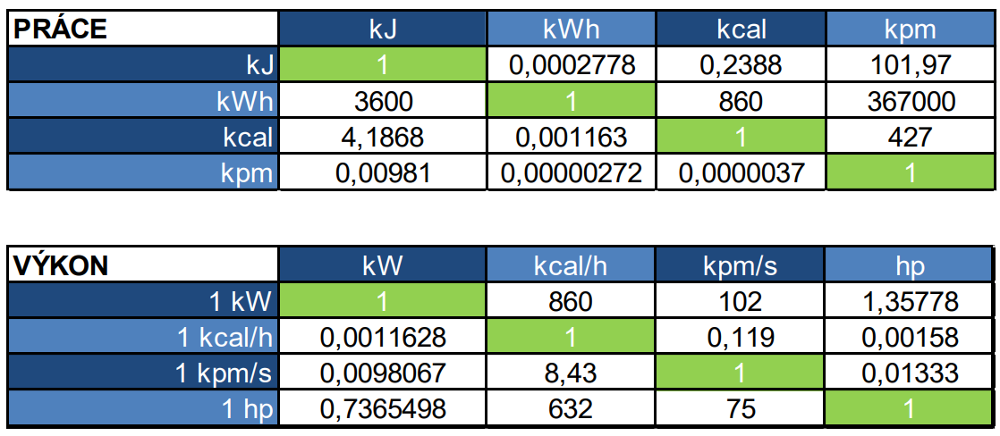 PRÁCE kJ kWh kcal kpm
kJ 1 0,0002778 0,2388 101,97
kWh 3600 1 860 367000
kcal 4,1868 0,001163 1 427
kpm 0,00981 0,00000272 0,0000037 1
VÝKON kW kcal/h kpm/s hp
1 kW 1 860 102 1,35778
1 kcal/h 0,0011628 1 0,119 0,00158
1 kpm/s 0,0098067 8,43 1 0,01333
1 hp 0,7365498 632 75 1